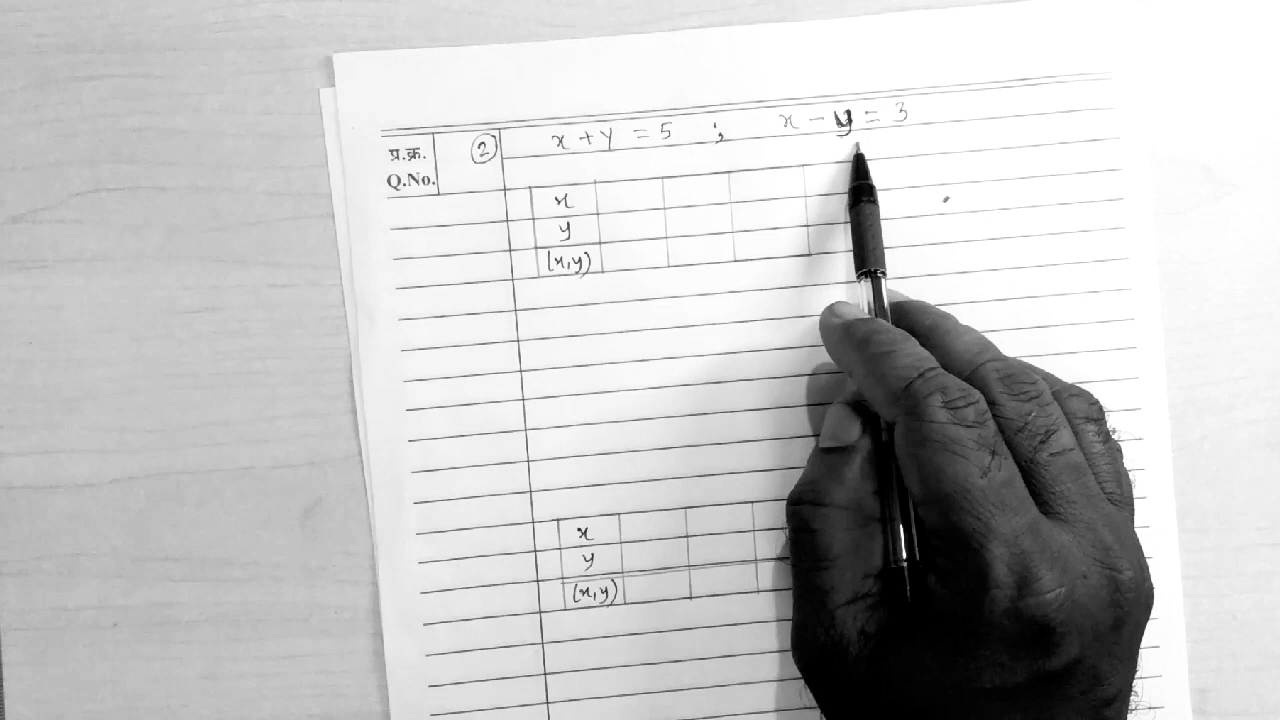 प्र.क्र. Q.No. (2) x + y = 5 ; x - y = 3
x
y
(x,y)
x
y
(x,y)